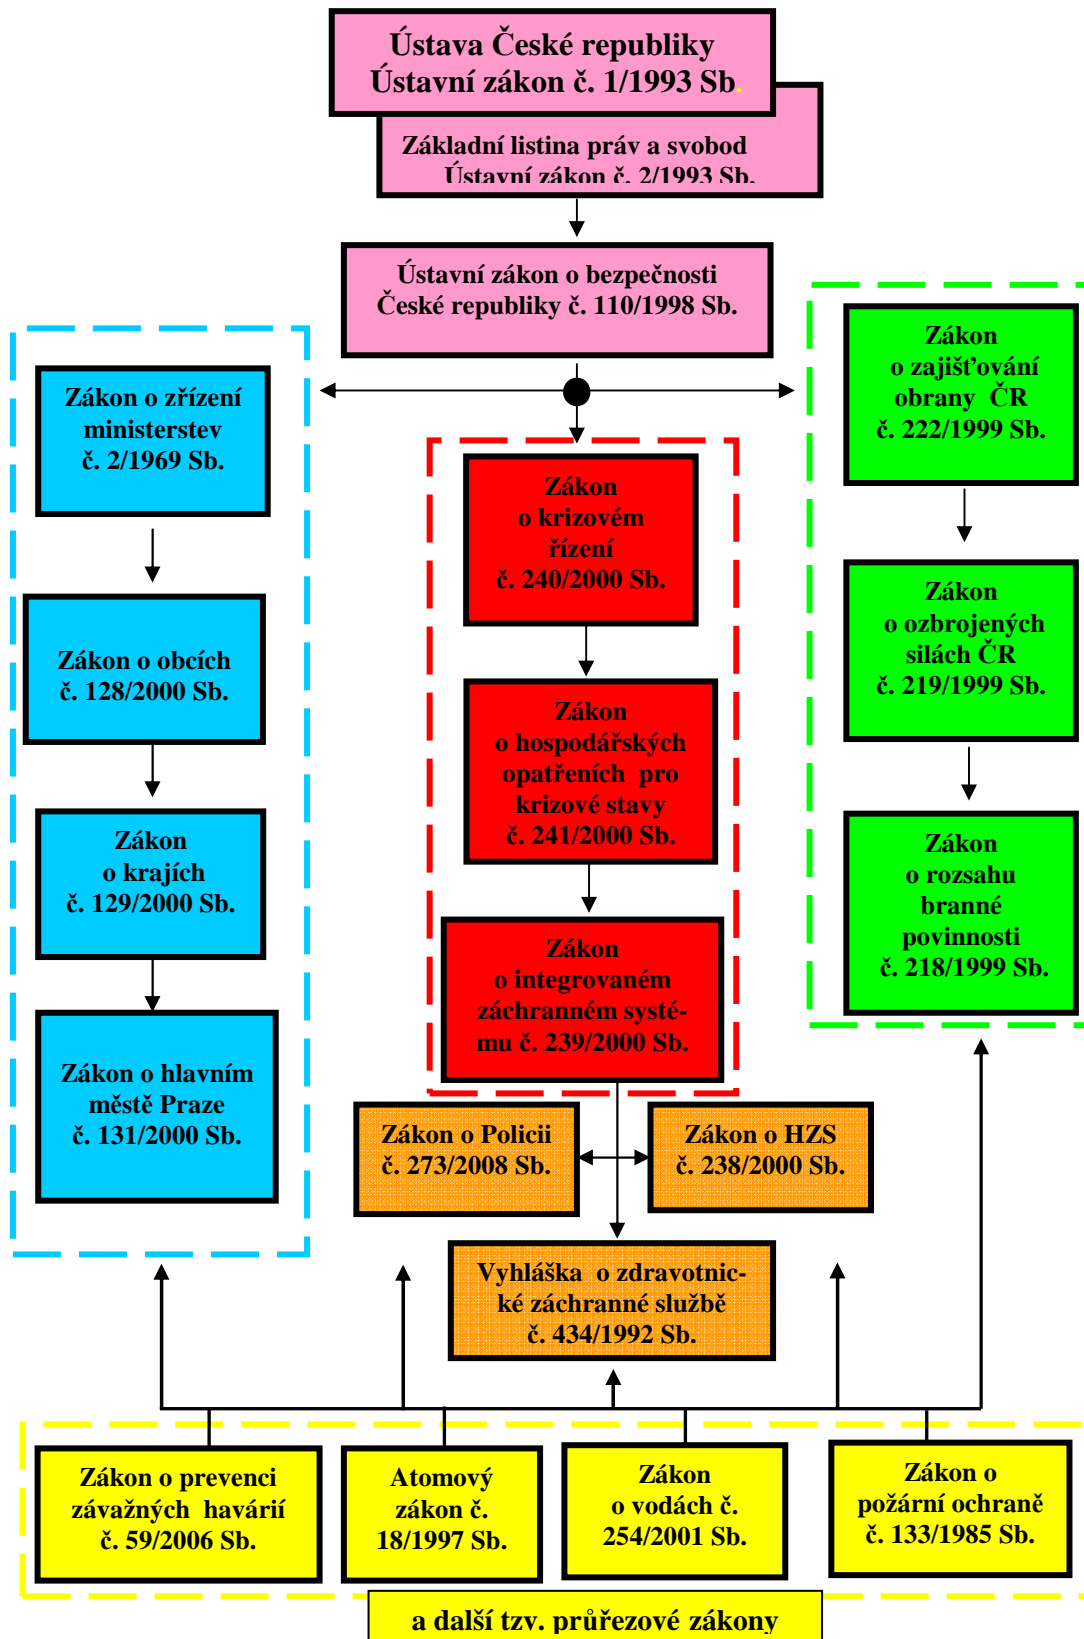 Ústava České republiky
Ústavní zákon č. 1/1993 Sb.
Základní listina práv a svobod
Ústavní zákon č. 2/1993 Sb.
Ústavní zákon o bezpečnosti
České republiky č. 110/1998 Sb.
Zákon o zřízení
ministerstev
č. 2/1969 Sb.
Zákon o obcích
č. 128/2000 Sb.
Zákon
o krajích
č. 129/2000 Sb.
Zákon o hlavním
městě Praze
č. 131/2000 Sb.
Zákon
o krizovém
řízení
č. 240/2000 Sb.
Zákon
o hospodářských
opatřeních pro
krizové stavy
č. 241/2000 Sb.
Zákon
o integrovaném
záchranném systé-
mu č. 239/2000 Sb.
Zákon
o zajišťování
obrany ČR
č. 222/1999 Sb.
Zákon
o ozbrojených
silách ČR
č. 219/1999 Sb.
Zákon
o rozsahu
branné
povinnosti
č. 218/1999 Sb.
Zákon o Policii
č. 273/2008 Sb.
Zákon o HZS
č. 238/2000 Sb.
Vyhláška o zdravotnic-
ké záchranné službě
č. 434/1992 Sb.
Zákon o prevenci
závažných havárií
č. 59/2006 Sb.
Atomový
zákon č.
18/1997 Sb.
Zákon
o vodách č.
254/2001 Sb.
Zákon o
požární ochraně
č. 133/1985 Sb.
a další tzv. průřezové zákony